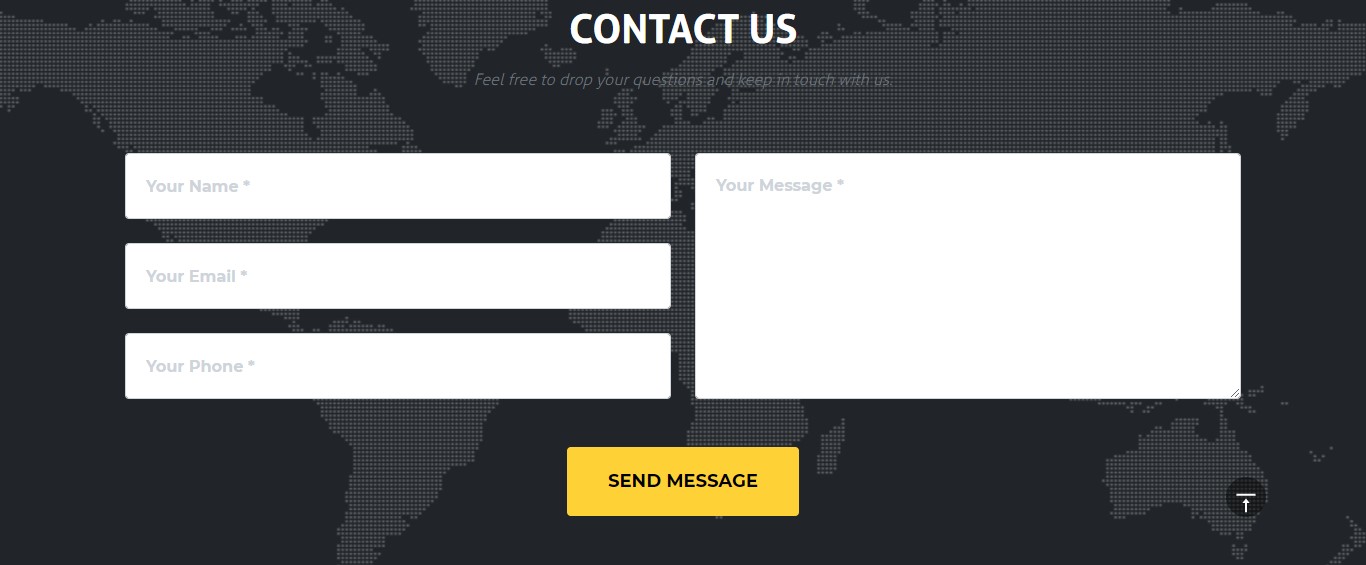 CONTACT US
Feel free to drop your questions and keep in touch with us.
Your Name *
Your Email *
Your Phone *
Your Message *
SEND MESSAGE